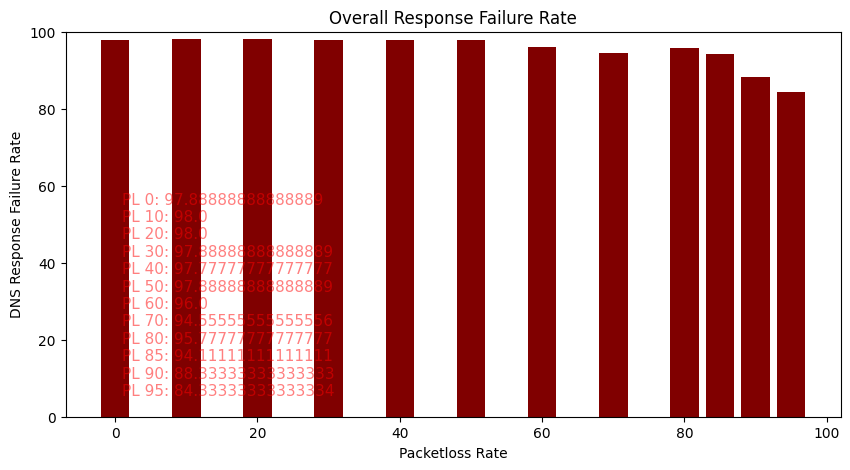 Overall Response Failure Rate
DNS Response Failure Rate
100
80
60
40
20
0
PL 0: 97.88888888888889
PL 10: 98.0
PL 20: 98.0
PL 30: 97.88888888888889
PL 40: 97.77777777777777
PL 50: 97.88888888888889
PL 60: 96.0
PL 70: 94.55555555555556
PL 80: 95.77777777777777
PL 85: 94.11111111111111
PL 90: 88.33333333333333
PL 95: 84.33333333333334
0 20 40 60 80 100
Packetloss Rate